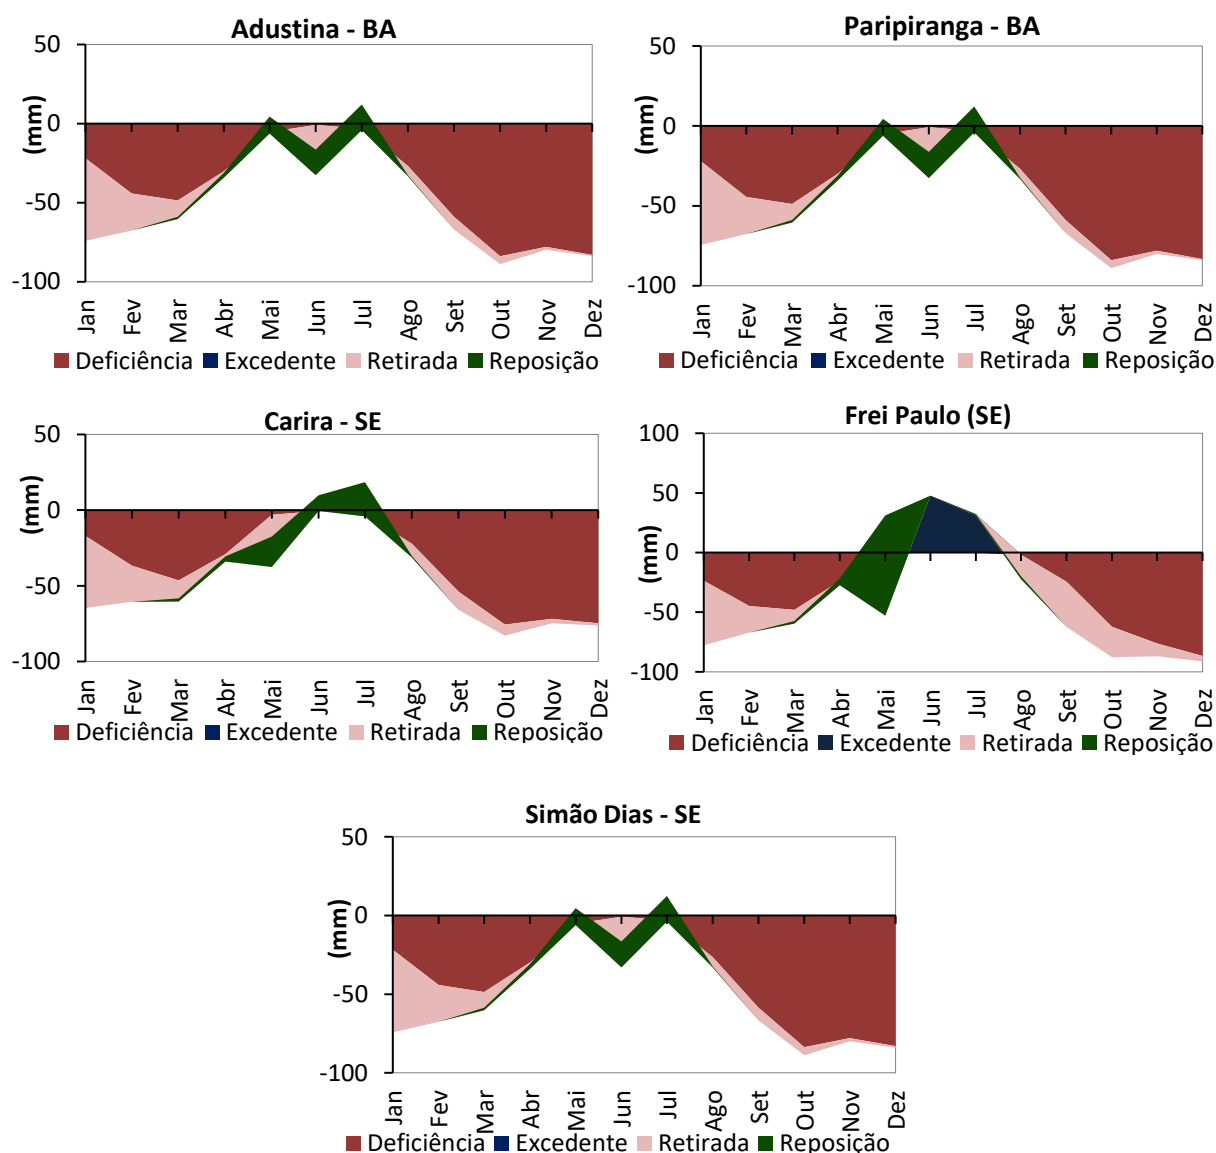 Adustina - BA
50
0
-50
-100
(mm)
Jan Fev Mar Abr Mai Jun Jul Ago Set Out Nov Dez
Deficiência Excedente Retirada Reposição
Paripiranga - BA
50
0
-50
-100
(mm)
Jan Fev Mar Abr Mai Jun Jul Ago Set Out Nov Dez
Deficiência Excedente Retirada Reposição
Carira - SE
50
0
-50
-100
(mm)
Jan Fev Mar Abr Mai Jun Jul Ago Set Out Nov Dez
Deficiência Excedente Retirada Reposição
Frei Paulo (SE)
100
50
0
-50
-100
(mm)
Jan Fev Mar Abr Mai Jun Jul Ago Set Out Nov Dez
Deficiência Excedente Retirada Reposição
Simão Dias - SE
50
0
-50
-100
(mm)
Jan Fev Mar Abr Mai Jun Jul Ago Set Out Nov Dez
Deficiência Excedente Retirada Reposição